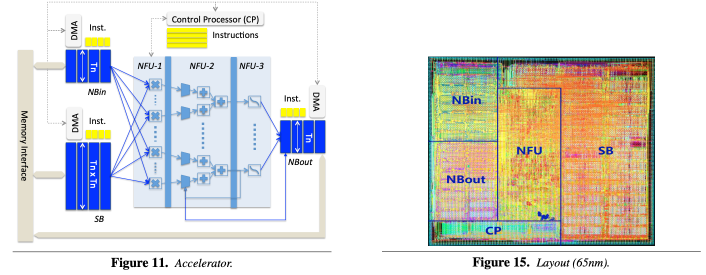 Control Processor (CP)
Instructions
DMA
Inst.
Tn
NBin
NFU-1
NFU-2
NFU-3
Memory Interface
DMA
Inst.
Tn x Tn
SB
Inst.
DMA
Tn
NBout
Figure 11. Accelerator.
NBin
NBout
NFU
SB
CP
Figure 15. Layout (65nm).